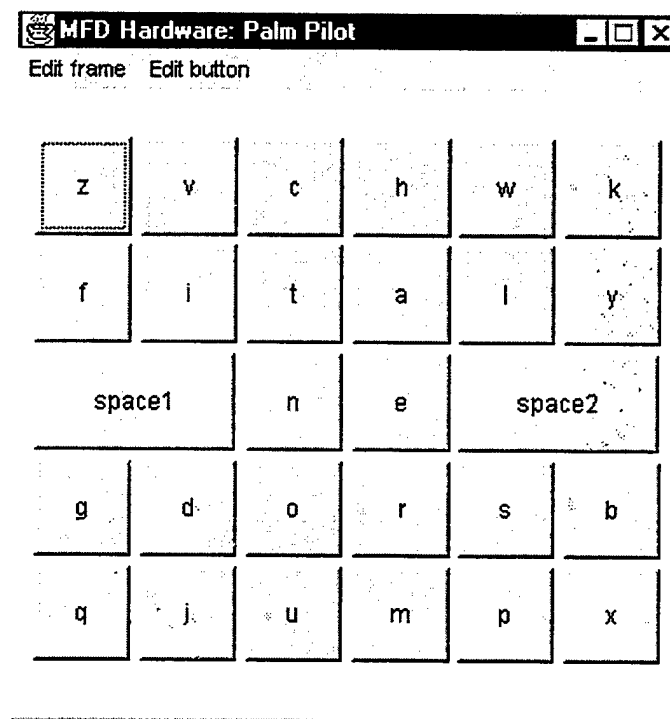 MFD Hardware: Palm Pilot
Edit frame Edit button
z v c h w k
f i t a l y
space1 n e space2
g d o r s b
q j u m p x